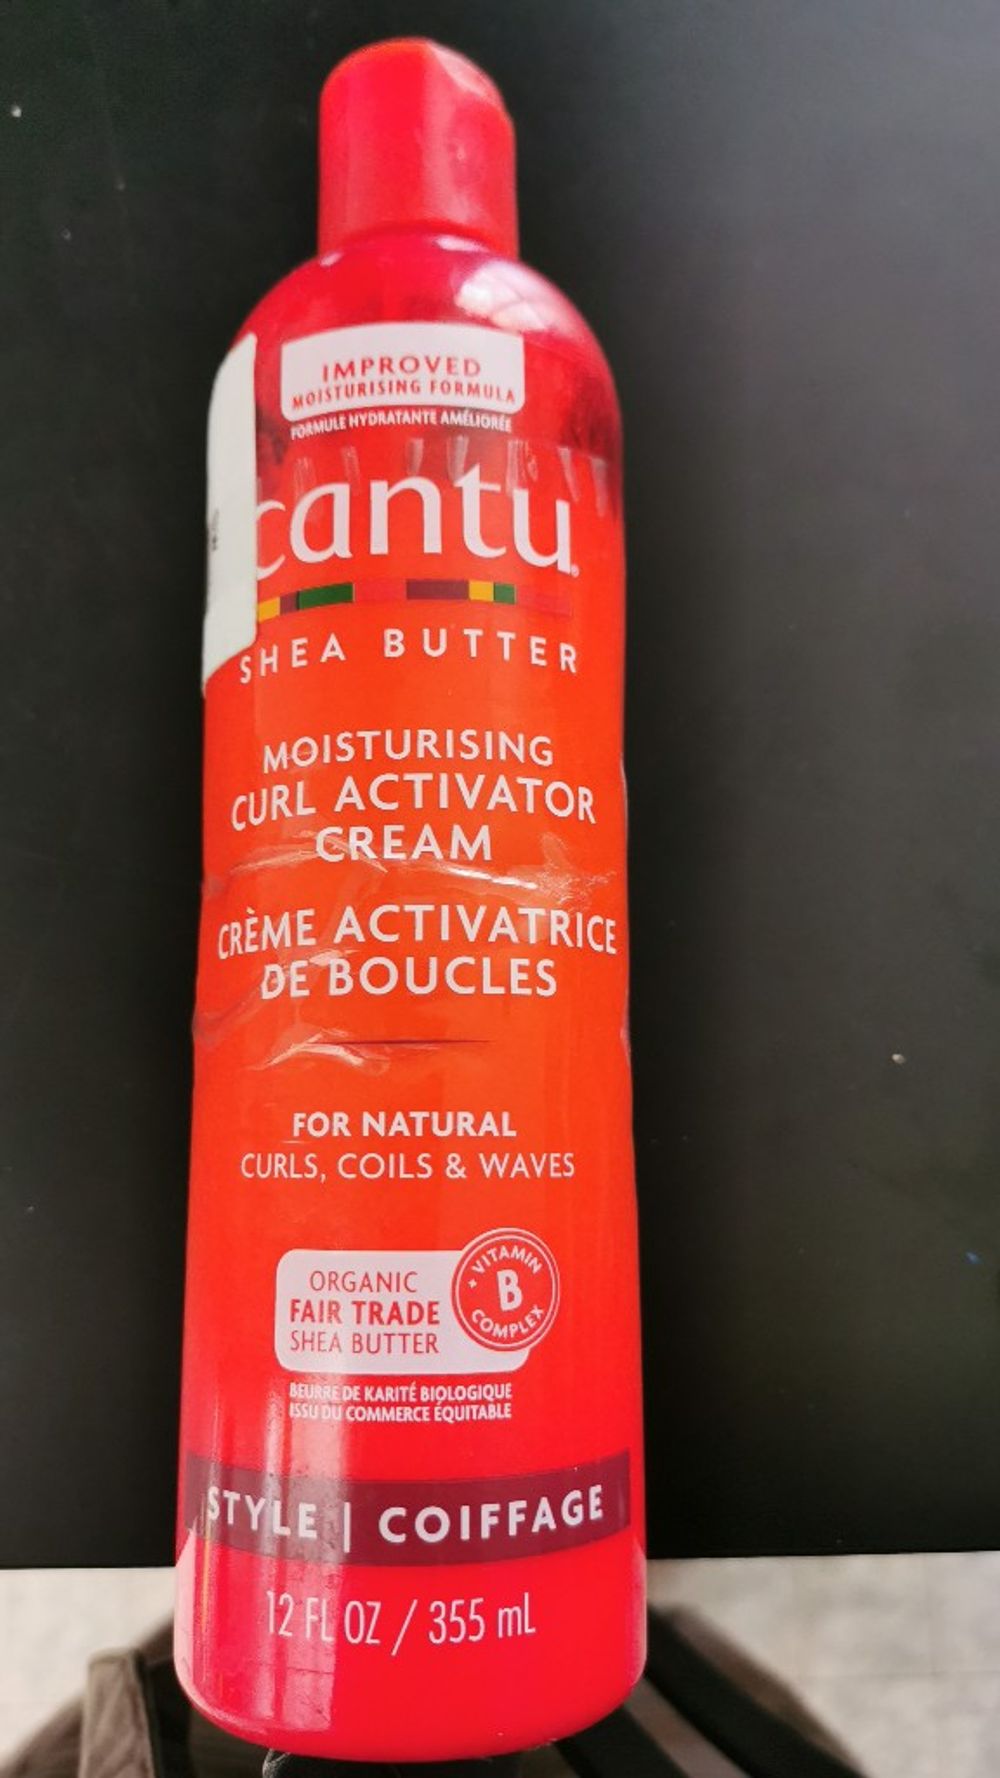 IMPROVED
MOISTURISING FORMULA
FORMULE HYDRATANTE AMÉLIORÉE
cantu
SHEA BUTTER
MOISTURISING
CURL ACTIVATOR
CREAM
CRÈME ACTIVATRICE
DE BOUCLES
FOR NATURAL
CURLS, COILS & WAVES
ORGANIC
FAIR TRADE
SHEA BUTTER
+ VITAMIN
B
COMPLEX
BEURRE DE KARITÉ BIOLOGIQUE
ISSU DU COMMERCE ÉQUITABLE
STYLE | COIFFAGE
12 FL OZ / 355 mL